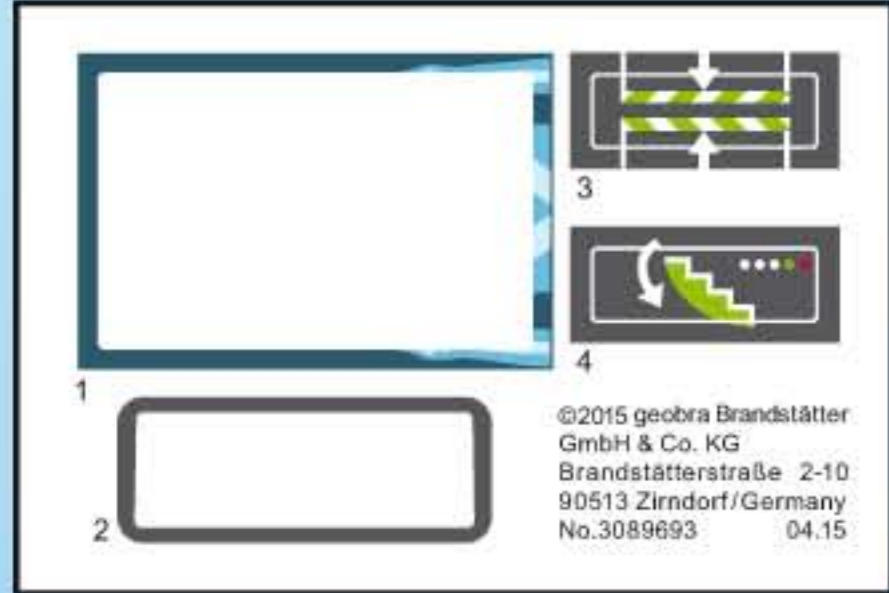 3
4
1
2
©2015 geobra Brandstätter
GmbH & Co. KG
Brandstätterstraße 2-10
90513 Zirndorf/Germany
No.3089693 04.15